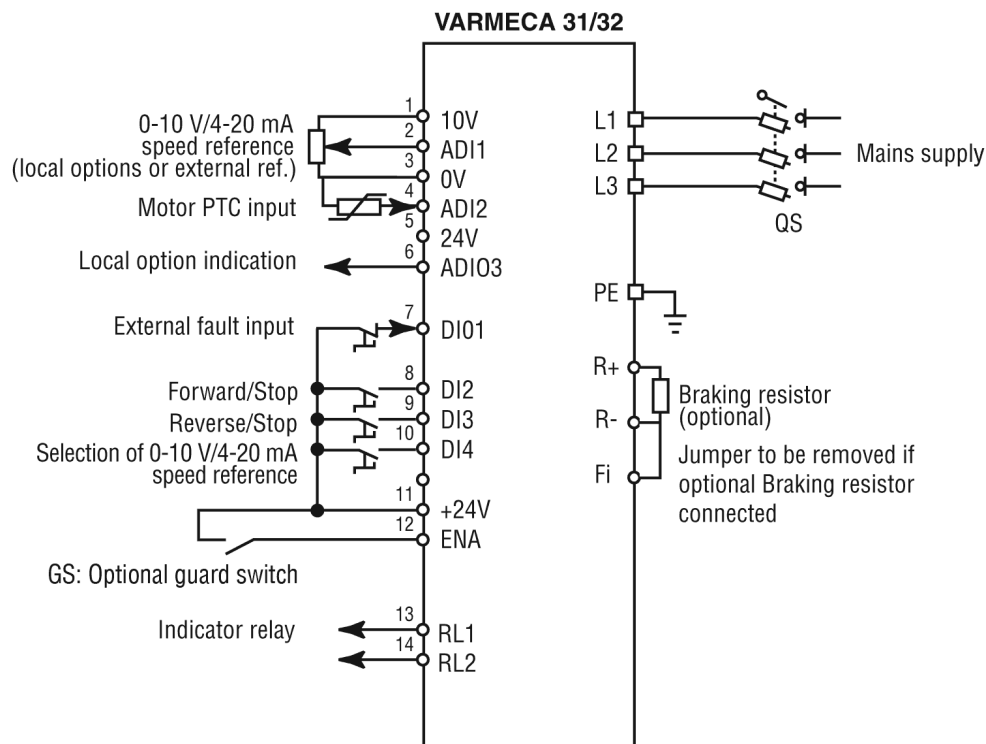 VARMECA 31/32
0-10 V/4-20 mA
speed reference
(local options or external ref.)
1
10V
2
ADI1
3
0V
Motor PTC input
4
ADI2
5
24V
Local option indication
6
ADIO3
External fault input
7
DI01
Forward/Stop
8
DI2
Reverse/Stop
9
DI3
Selection of 0-10 V/4-20 mA
speed reference
10
DI4
11
+24V
12
ENA
GS: Optional guard switch
Indicator relay
13
RL1
14
RL2
L1
L2
L3
Mains supply
QS
PE
R+
R-
Fi
Braking resistor
(optional)
Jumper to be removed if
optional Braking resistor
connected